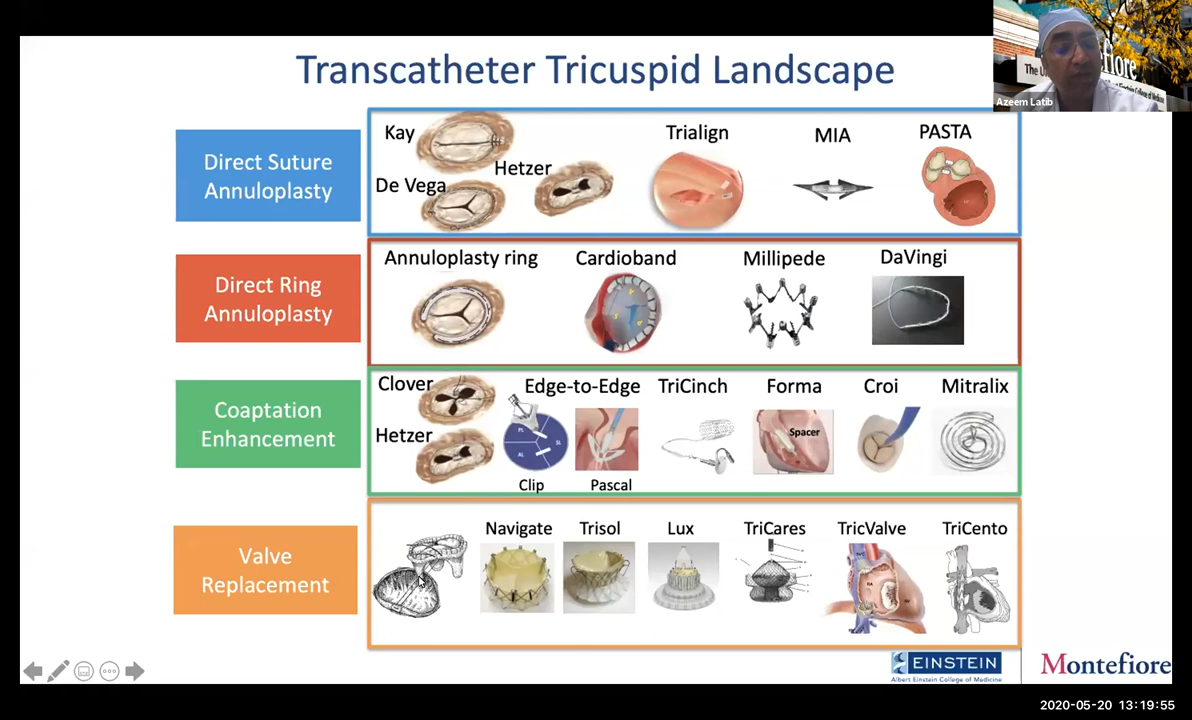 Transcatheter Tricuspid Landscape
The
efiore
Azeem Latib
Direct Suture
Annuloplasty
Kay
De Vega
Hetzer
Trialign
MIA
PASTA
Direct Ring
Annuloplasty
Annuloplasty ring
Cardioband
Millipede
DaVingi
Coaptation
Enhancement
Clover
Hetzer
Edge-to-Edge
Clip
Pascal
TriCinch
Forma
Spacer
Croi
Mitralix
Valve
Replacement
Navigate
Trisol
Lux
TriCares
TricValve
TriCento
EINSTEIN
Albert Einstein College of Medicine
Montefiore
2020-05-20 13:19:55